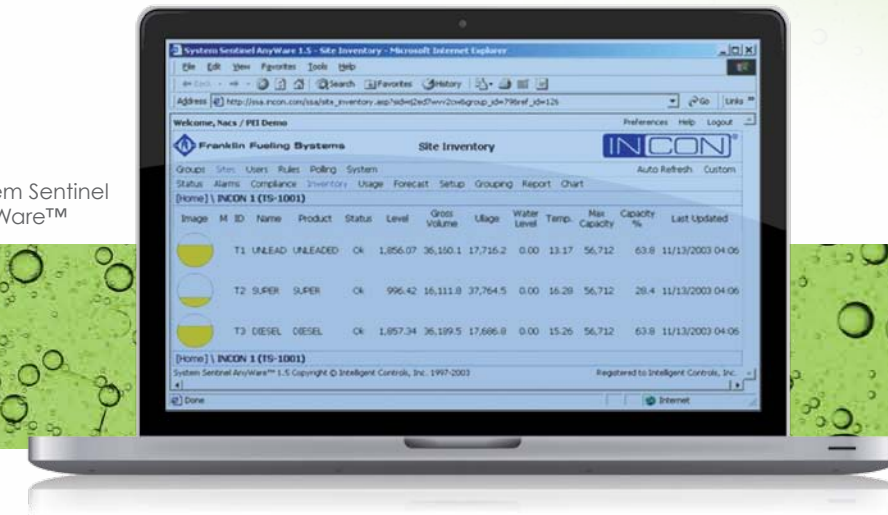 em Sentinel
Ware™
System Sentinel AnyWare 1.5 - Site Inventory - Microsoft Internet Explorer
File Edit View Favorites Tools Help
Back Search Favorites History
Address Go Links »
Welcome, Nacs / PEI Demo Preferences Help Logout
Franklin Fueling Systems Site Inventory INCON®
Groups Sites Users Rules Polling System Auto Refresh Custom
Status Alarms Compliance Inventory Usage Forecast Setup Grouping Report Chart
[Home] \ INCON 1 (TS-1001)
Image M ID Name Product Status Level Gross Volume Ullage Water Level Temp. Max Capacity Capacity % Last Updated
T1 UNLEAD UNLEADED Ok 1,856.07 36,160.1 17,716.2 0.00 13.17 56,712 63.8 11/13/2003 04:06
T2 SUPER SUPER Ok 996.42 16,111.8 37,764.5 0.00 16.28 56,712 28.4 11/13/2003 04:06
T3 DIESEL DIESEL Ok 1,857.34 36,189.5 17,686.8 0.00 15.26 56,712 63.8 11/13/2003 04:06
[Home] \ INCON 1 (TS-1001)
System Sentinel AnyWare™ 1.5 Copyright © Intelligent Controls, Inc. 1997-2003 Registered to Intelligent Controls, Inc.
Done Internet